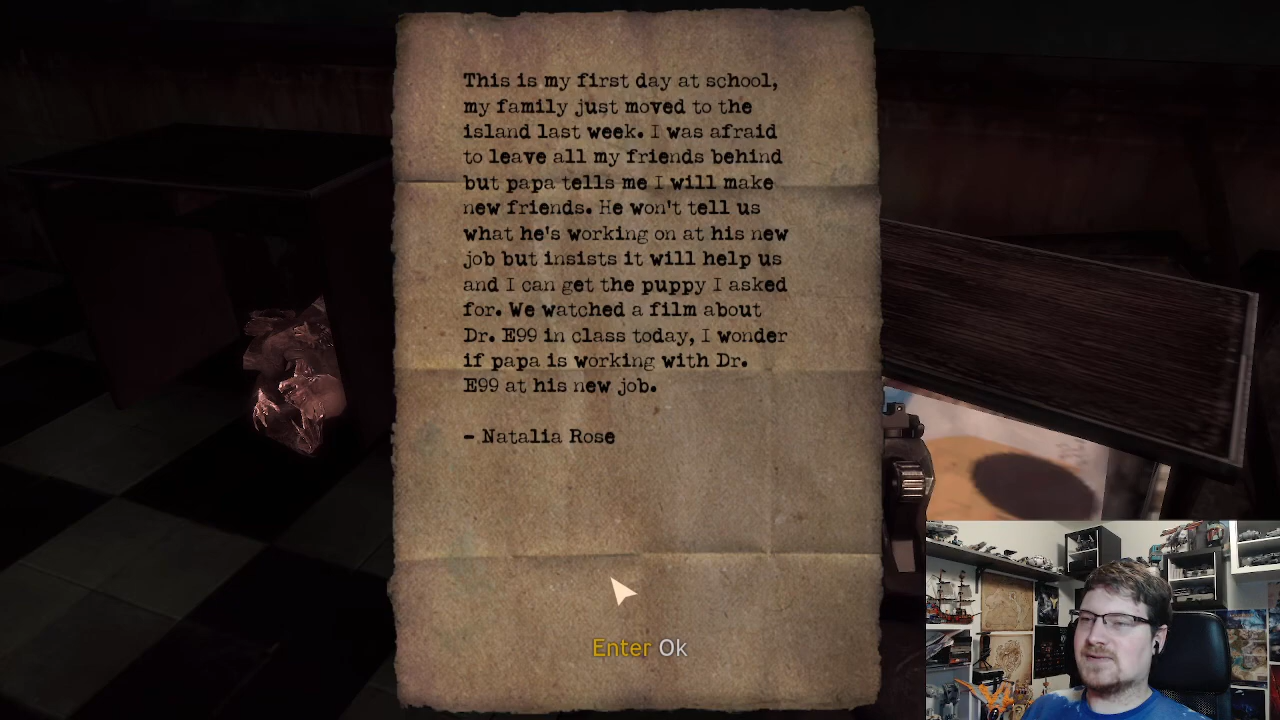 This is my first day at school,
my family just moved to the
island last week. I was afraid
to leave all my friends behind
but papa tells me I will make
new friends. He won't tell us
what he's working on at his new
job but insists it will help us
and I can get the puppy I asked
for. We watched a film about
Dr. E99 in class today, I wonder
if papa is working with Dr.
E99 at his new job.
- Natalia Rose
Enter Ok